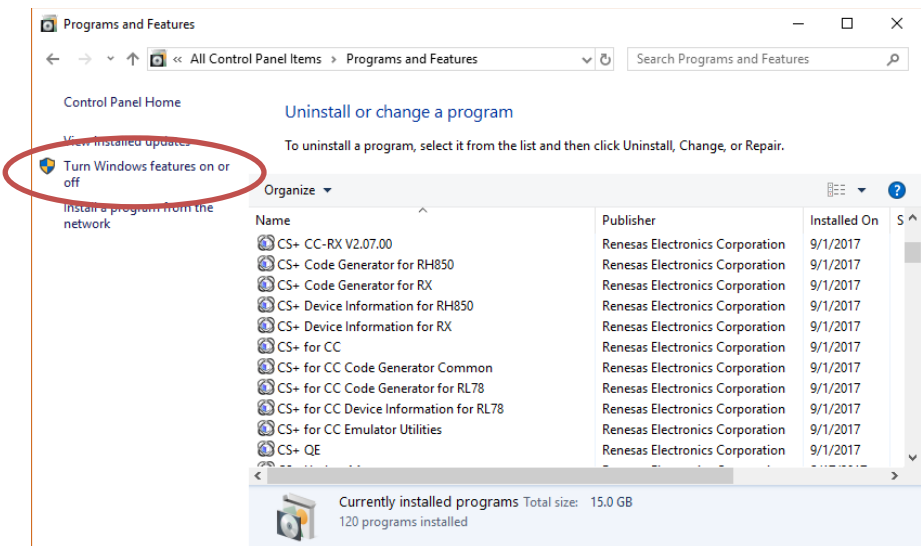 Programs and Features
« All Control Panel Items > Programs and Features
Search Programs and Features
Control Panel Home
View installed updates
Turn Windows features on or
off
Install a program from the
network
Uninstall or change a program
To uninstall a program, select it from the list and then click Uninstall, Change, or Repair.
Organize
Name Publisher Installed On S
CS+ CC-RX V2.07.00 Renesas Electronics Corporation 9/1/2017
CS+ Code Generator for RH850 Renesas Electronics Corporation 9/1/2017
CS+ Code Generator for RX Renesas Electronics Corporation 9/1/2017
CS+ Device Information for RH850 Renesas Electronics Corporation 9/1/2017
CS+ Device Information for RX Renesas Electronics Corporation 9/1/2017
CS+ for CC Renesas Electronics Corporation 9/1/2017
CS+ for CC Code Generator Common Renesas Electronics Corporation 9/1/2017
CS+ for CC Code Generator for RL78 Renesas Electronics Corporation 9/1/2017
CS+ for CC Device Information for RL78 Renesas Electronics Corporation 9/1/2017
CS+ for CC Emulator Utilities Renesas Electronics Corporation 9/1/2017
CS+ QE Renesas Electronics Corporation 9/1/2017
Currently installed programs Total size: 15.0 GB
120 programs installed